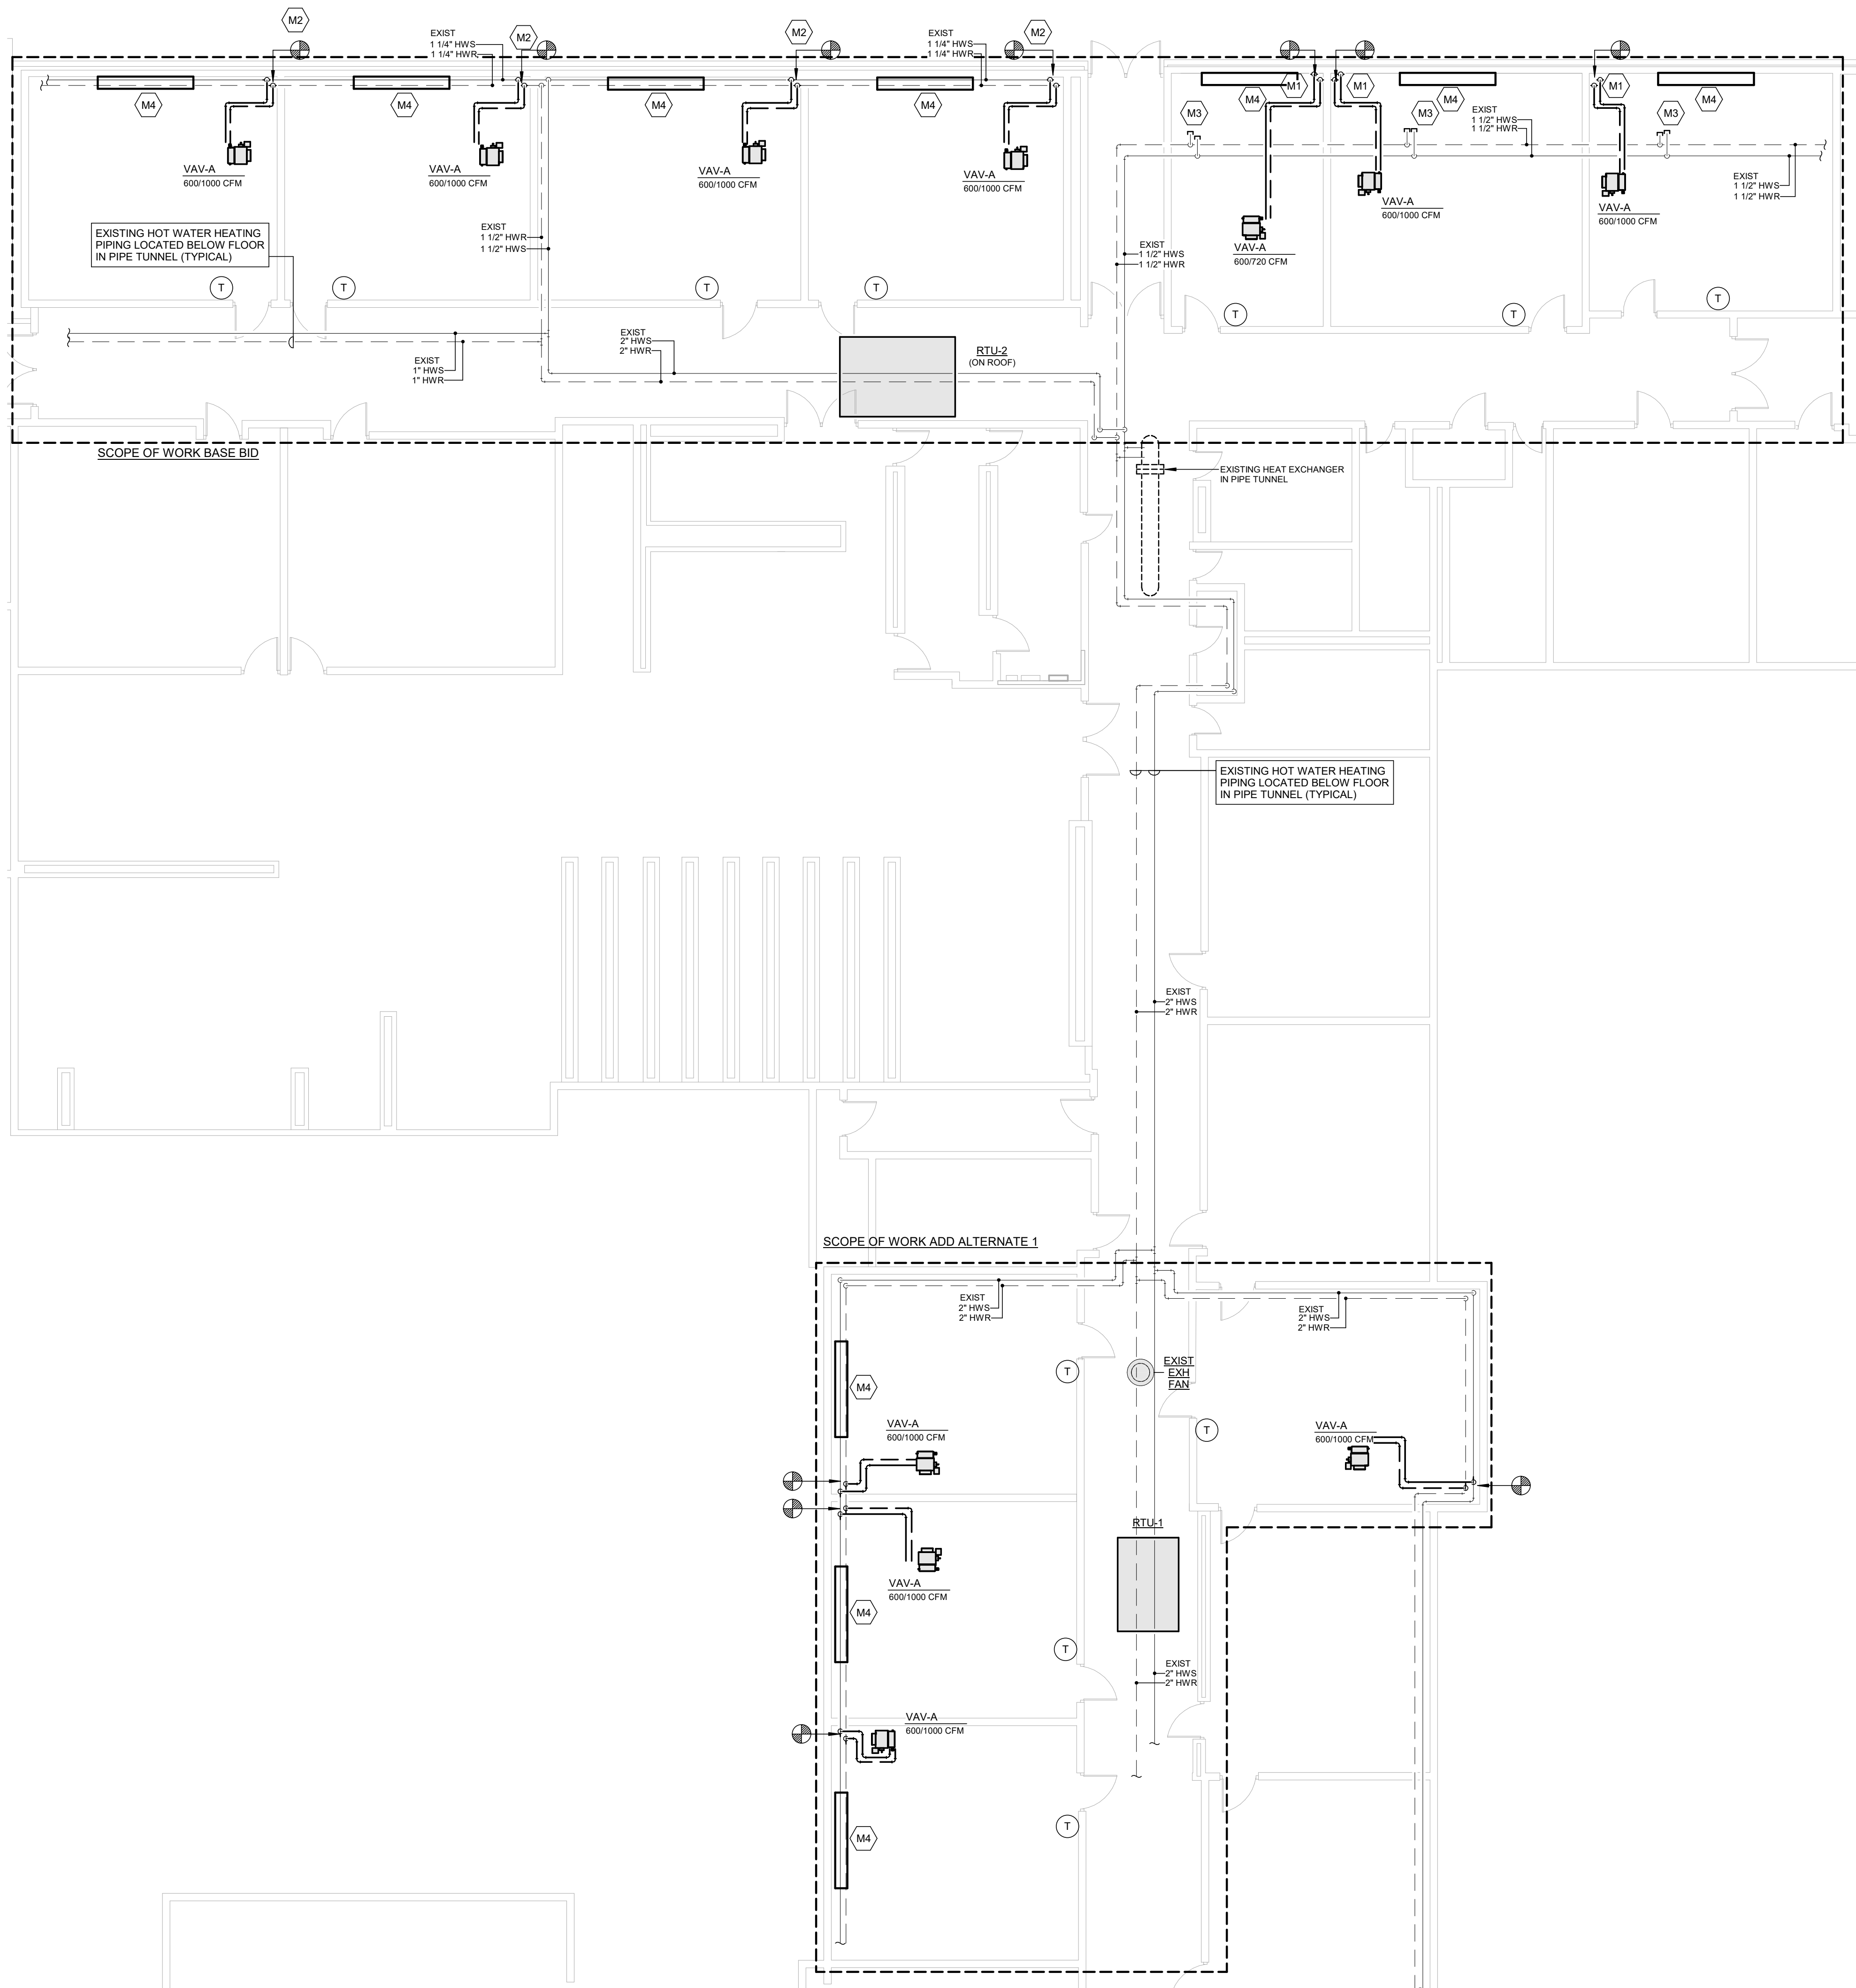 M2
M2
M2
M2
EXIST
1 1/4" HWS
1 1/4" HWR
EXIST
1 1/4" HWS
1 1/4" HWR
M4
M4
M4
M4
M1
M4
M1
M4
M1
M4
M3
M3
M3
EXIST
1 1/2" HWS
1 1/2" HWR
VAV-A
600/1000 CFM
VAV-A
600/1000 CFM
VAV-A
600/1000 CFM
VAV-A
600/1000 CFM
VAV-A
600/720 CFM
VAV-A
600/1000 CFM
VAV-A
600/1000 CFM
EXIST
1 1/2" HWS
1 1/2" HWR
EXISTING HOT WATER HEATING
PIPING LOCATED BELOW FLOOR
IN PIPE TUNNEL (TYPICAL)
EXIST
1 1/2" HWR
1 1/2" HWS
EXIST
1 1/2" HWS
1 1/2" HWR
T
T
T
T
T
T
T
EXIST
1" HWS
1" HWR
EXIST
2" HWS
2" HWR
RTU-2
(ON ROOF)
SCOPE OF WORK BASE BID
EXISTING HEAT EXCHANGER
IN PIPE TUNNEL
EXISTING HOT WATER HEATING
PIPING LOCATED BELOW FLOOR
IN PIPE TUNNEL (TYPICAL)
EXIST
2" HWS
2" HWR
SCOPE OF WORK ADD ALTERNATE 1
EXIST
2" HWS
2" HWR
EXIST
2" HWS
2" HWR
M4
T
EXIST
EXH
FAN
VAV-A
600/1000 CFM
T
VAV-A
600/1000 CFM
RTU-1
VAV-A
600/1000 CFM
M4
T
EXIST
2" HWS
2" HWR
VAV-A
600/1000 CFM
M4
T